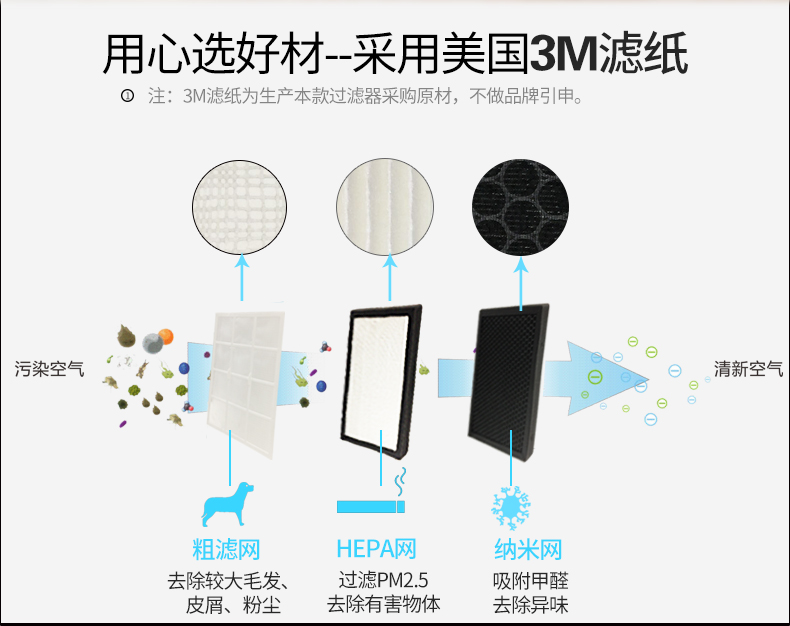 用心选好材--采用美国3M滤纸
① 注：3M滤纸为生产本款过滤器采购原材，不做品牌引申。
污染空气
清新空气
粗滤网
去除较大毛发、
皮屑、粉尘
HEPA网
过滤PM2.5
去除有害物体
纳米网
吸附甲醛
去除异味